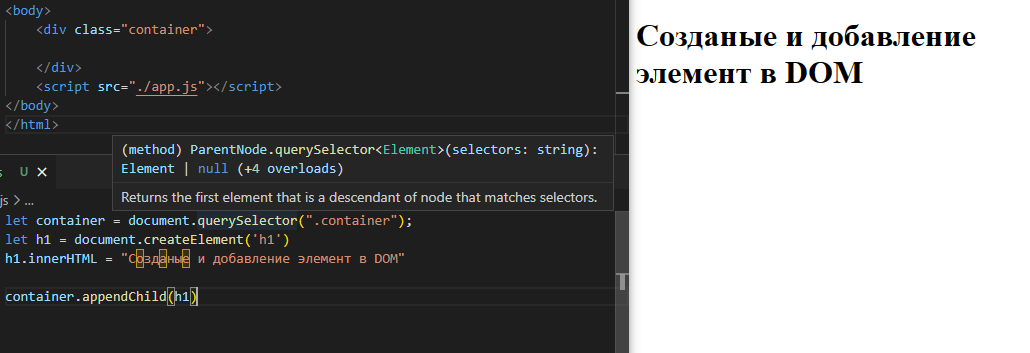 <body>
<div class="container">
</div>
<script src="./app.js"></script>
</body>
</html>
(method) ParentNode.querySelector<Element>(selectors: string):
Element | null (+4 overloads)
Returns the first element that is a descendant of node that matches selectors.
s U ×
js > ...
let container = document.querySelector(".container");
let h1 = document.createElement('h1')
h1.innerHTML = "Созданые и добавление элемент в DOM"
container.appendChild(h1)
Созданые и добавление
элемент в DOM